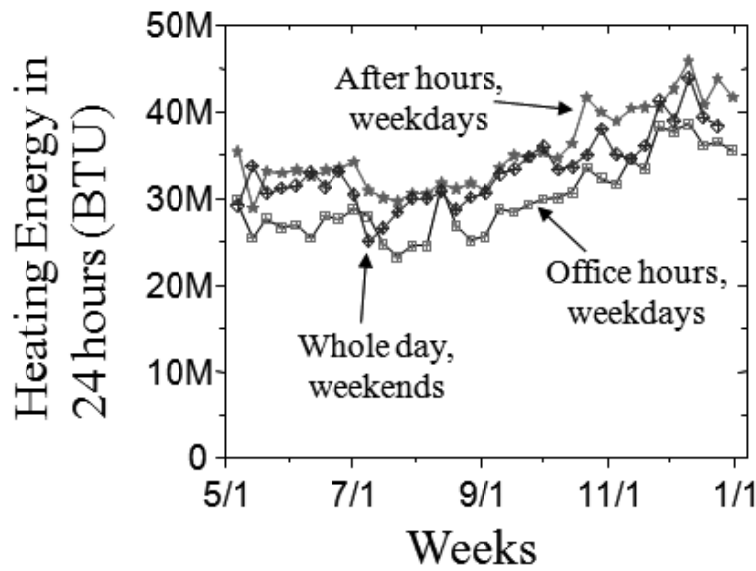 Heating Energy in
24 hours (BTU)
50M
40M
30M
20M
10M
0
After hours,
weekdays
Office hours,
weekdays
Whole day,
weekends
5/1 7/1 9/1 11/1 1/1
Weeks